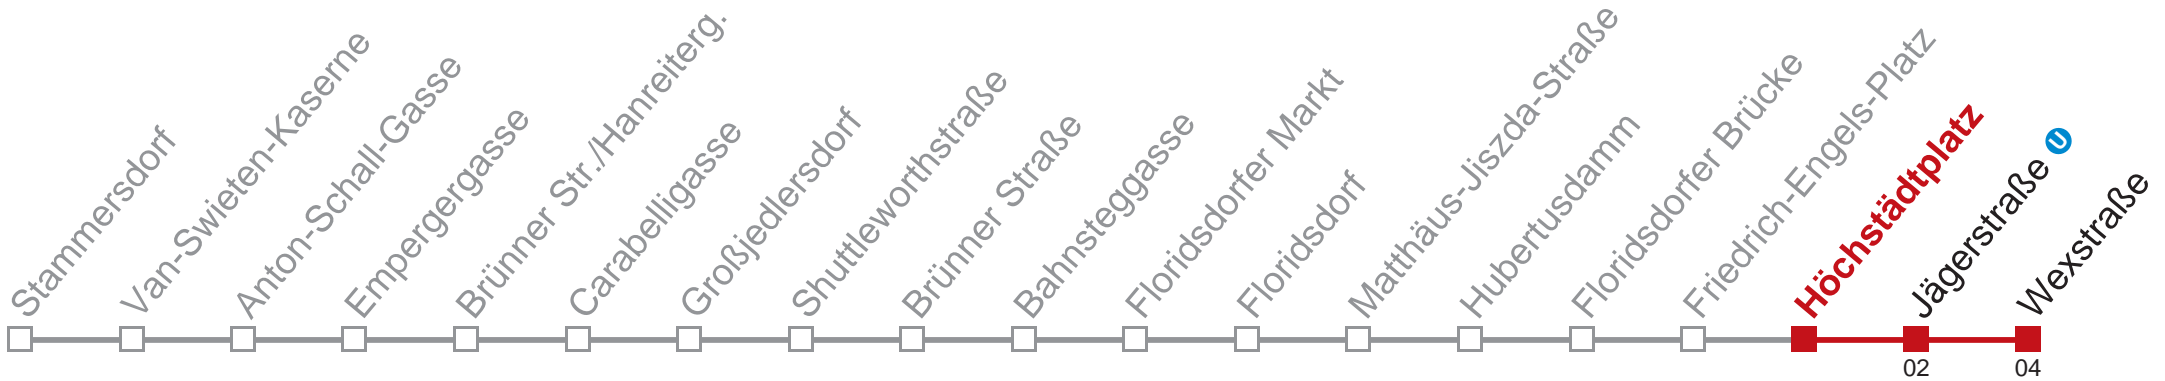 Stammersdorf
Van-Swieten-Kaserne
Anton-Schall-Gasse
Empergergasse
Brünner Str./Hanreiterg.
Carabelligasse
Großjedlersdorf
Shuttleworthstraße
Brünner Straße
Bahnsteggasse
Floridsdorfer Markt
Floridsdorf
Matthäus-Jiszda-Straße
Hubertusdamm
Floridsdorfer Brücke
Friedrich-Engels-Platz
Höchstädtplatz
Jägerstraße U
Wexstraße
02
04